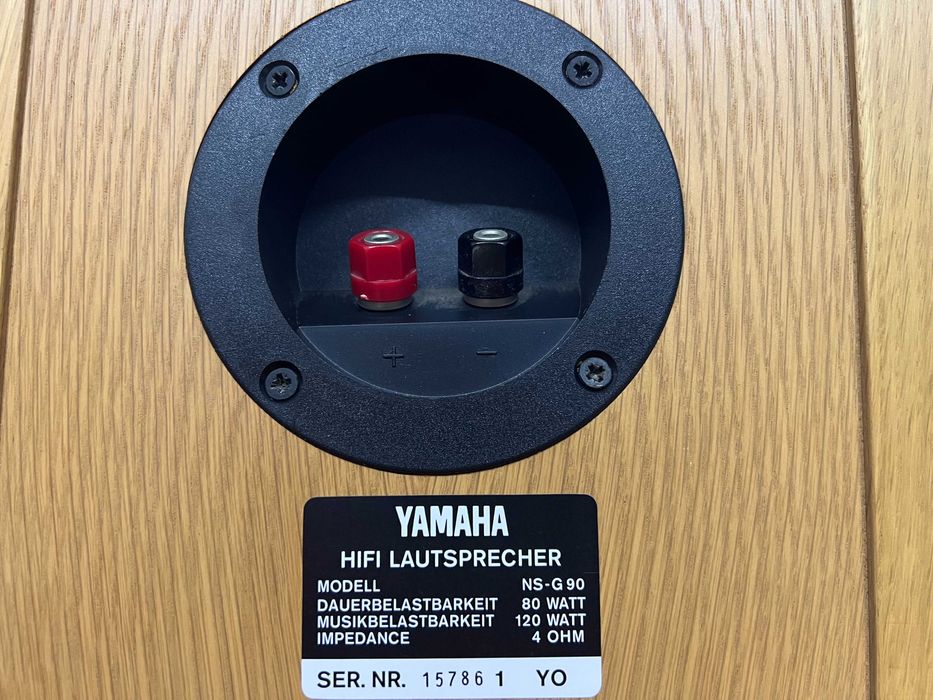 + −
YAMAHA
HIFI LAUTSPRECHER
MODELL NS-G90
DAUERBELASTBARKEIT 80 WATT
MUSIKBELASTBARKEIT 120 WATT
IMPEDANCE 4 OHM
SER. NR. 15786 1 YO